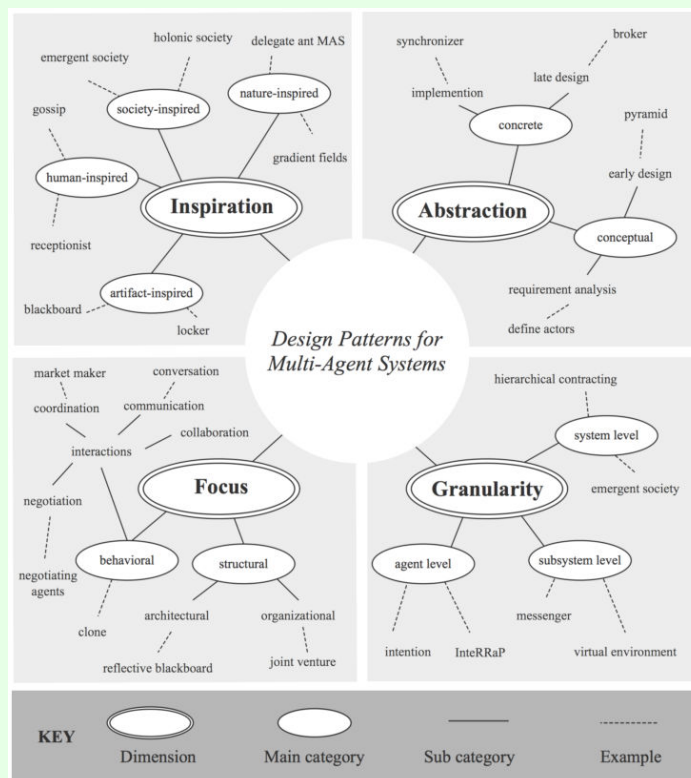 holonic society
delegate ant MAS
emergent society
society-inspired
nature-inspired
gossip
gradient fields
human-inspired
Inspiration
receptionist
artifact-inspired
blackboard
locker
broker
synchronizer
late design
implemention
concrete
pyramid
early design
Abstraction
conceptual
requirement analysis
define actors
Design Patterns for
Multi-Agent Systems
market maker
conversation
coordination
communication
collaboration
interactions
Focus
negotiation
behavioral
structural
negotiating
agents
clone
architectural
organizational
reflective blackboard
joint venture
hierarchical contracting
system level
Granularity
emergent society
agent level
subsystem level
messenger
intention
InteRRaP
virtual environment
KEY
Dimension
Main category
Sub category
Example